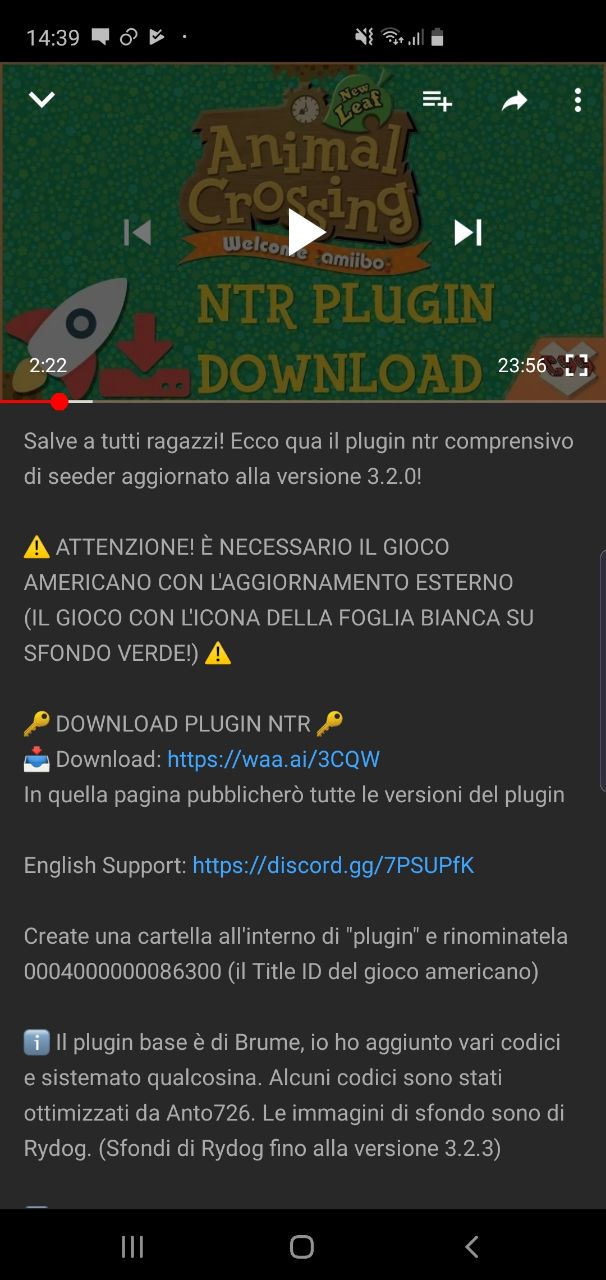 14:39
New
Leaf
Animal
Crossing
Welcome amiibo
NTR PLUGIN
DOWNLOAD
2:22
23:56
Salve a tutti ragazzi! Ecco qua il plugin ntr comprensivo
di seeder aggiornato alla versione 3.2.0!
⚠️ ATTENZIONE! È NECESSARIO IL GIOCO
AMERICANO CON L'AGGIORNAMENTO ESTERNO
(IL GIOCO CON L'ICONA DELLA FOGLIA BIANCA SU
SFONDO VERDE!) ⚠️
🔑 DOWNLOAD PLUGIN NTR 🔑
📥 Download: https://waa.ai/3CQW
In quella pagina pubblicherò tutte le versioni del plugin
English Support: https://discord.gg/7PSUPfK
Create una cartella all'interno di "plugin" e rinominatela
0004000000086300 (il Title ID del gioco americano)
ℹ️ Il plugin base è di Brume, io ho aggiunto vari codici
e sistemato qualcosina. Alcuni codici sono stati
ottimizzati da Anto726. Le immagini di sfondo sono di
Rydog. (Sfondi di Rydog fino alla versione 3.2.3)